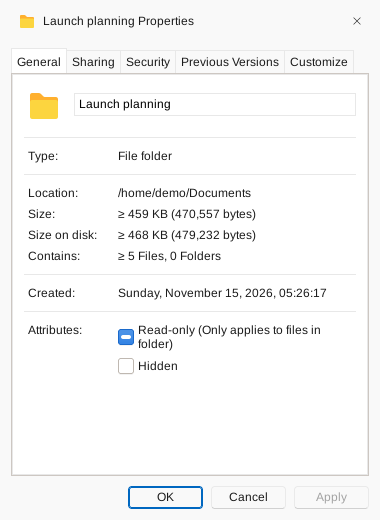 Launch planning Properties
General Sharing Security Previous Versions Customize
Launch planning
Type: File folder
Location: /home/demo/Documents
Size: ≥ 459 KB (470,557 bytes)
Size on disk: ≥ 468 KB (479,232 bytes)
Contains: ≥ 5 Files, 0 Folders
Created: Sunday, November 15, 2026, 05:26:17
Attributes: Read-only (Only applies to files in
folder)
Hidden
OK Cancel Apply